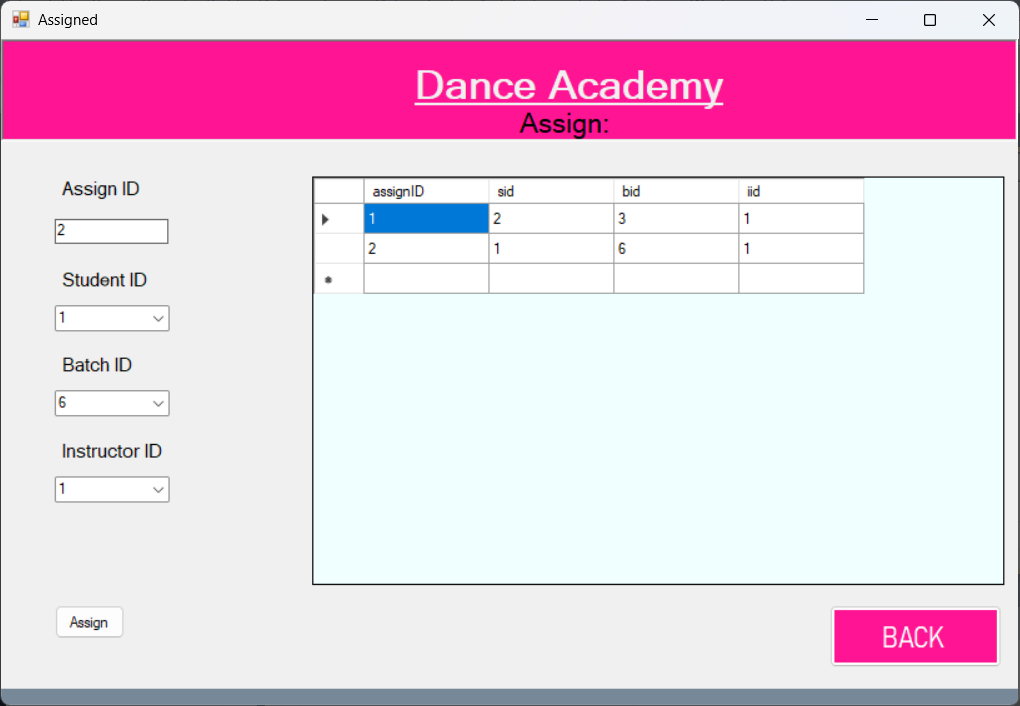 Assigned
Dance Academy
Assign:
Assign ID
2
Student ID
1
Batch ID
6
Instructor ID
1
Assign
assignID sid bid iid
1 2 3 1
2 1 6 1
BACK